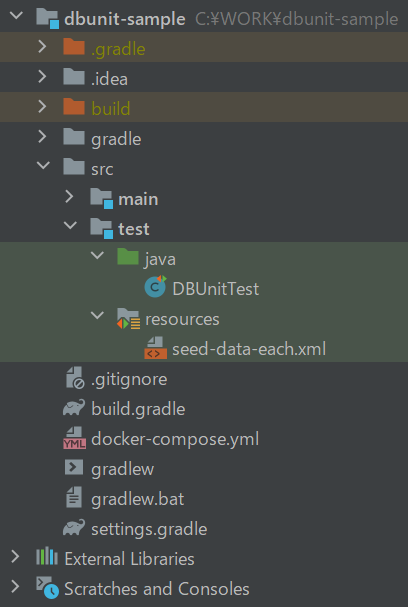 dbunit-sample C:¥WORK¥dbunit-sample
.gradle
.idea
build
gradle
src
main
test
java
C DBUnitTest
resources
seed-data-each.xml
.gitignore
build.gradle
YML docker-compose.yml
gradlew
gradlew.bat
settings.gradle
External Libraries
Scratches and Consoles